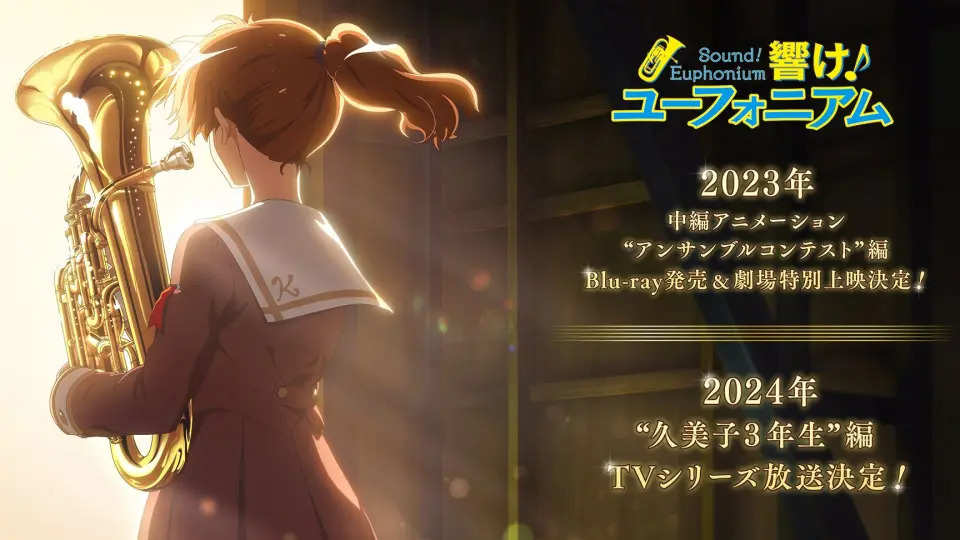 Sound!
Euphonium
響け!
ユーフォニアム
2023年
中編アニメーション
“アンサンブルコンテスト”編
Blu-ray発売&劇場特別上映決定!
2024年
“久美子3年生”編
TVシリーズ放送決定!
K